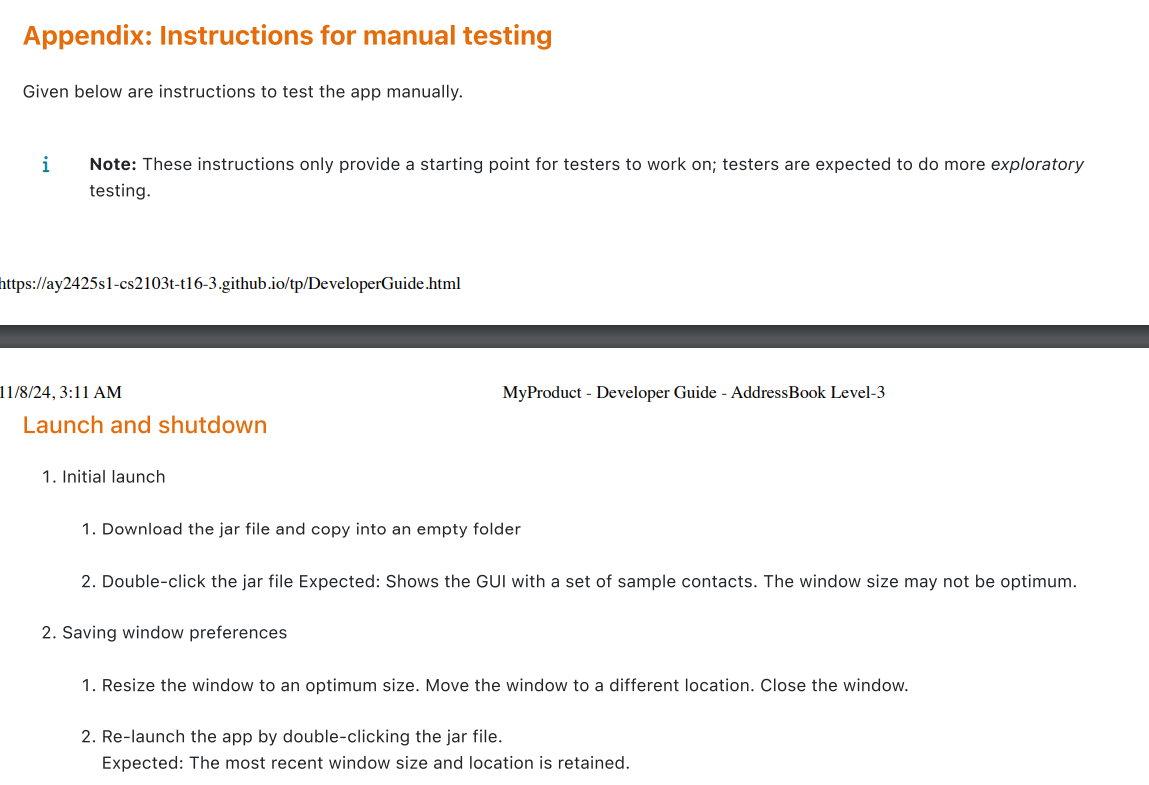 Appendix: Instructions for manual testing
Given below are instructions to test the app manually.
i Note: These instructions only provide a starting point for testers to work on; testers are expected to do more exploratory
testing.
https://ay2425s1-cs2103t-t16-3.github.io/tp/DeveloperGuide.html
11/8/24, 3:11 AM MyProduct - Developer Guide - AddressBook Level-3
Launch and shutdown
1. Initial launch
1. Download the jar file and copy into an empty folder
2. Double-click the jar file Expected: Shows the GUI with a set of sample contacts. The window size may not be optimum.
2. Saving window preferences
1. Resize the window to an optimum size. Move the window to a different location. Close the window.
2. Re-launch the app by double-clicking the jar file.
Expected: The most recent window size and location is retained.